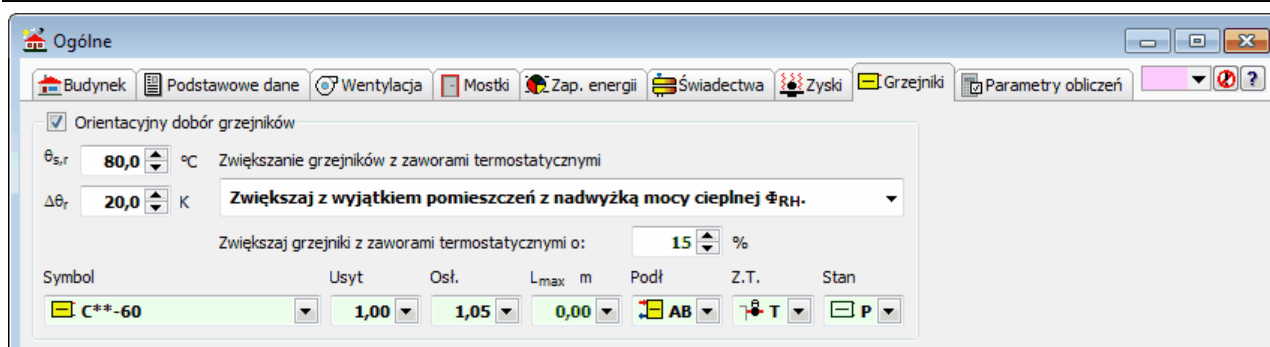 Ogólne
Budynek Podstawowe dane Wentylacja Mostki Zap. energii Świadectwa Zyski Grzejniki Parametry obliczeń ?
Orientacyjny dobór grzejników
θs,r 80,0 ºC Zwiększanie grzejników z zaworami termostatycznymi
Δθr 20,0 K Zwiększaj z wyjątkiem pomieszczeń z nadwyżką mocy cieplnej ΦRH.
Zwiększaj grzejniki z zaworami termostatycznymi o: 15 %
Symbol Usyt Osł. Lmax m Podł Z.T. Stan
C**-60 1,00 1,05 0,00 AB T P